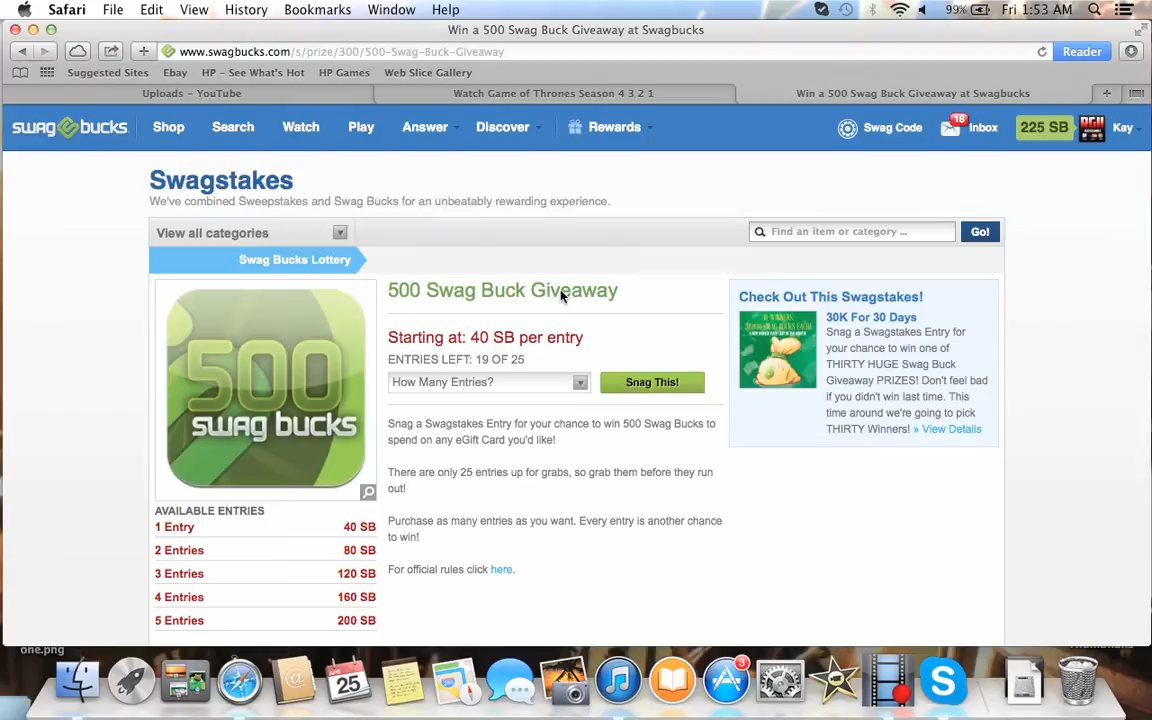 Safari File Edit View History Bookmarks Window Help 99% Fri 1:53 AM
Win a 500 Swag Buck Giveaway at Swagbucks
www.swagbucks.com/s/prize/300/500-Swag-Buck-Giveaway Reader
Suggested Sites Ebay HP – See What's Hot HP Games Web Slice Gallery
Uploads – YouTube Watch Game of Thrones Season 4 3 2 1 Win a 500 Swag Buck Giveaway at Swagbucks
swagbucks Shop Search Watch Play Answer Discover Rewards Swag Code 18 Inbox 225 SB Kay
Swagstakes
We've combined Sweepstakes and Swag Bucks for an unbeatably rewarding experience.
View all categories Find an item or category ... Go!
Swag Bucks Lottery
500
swag bucks
AVAILABLE ENTRIES
1 Entry 40 SB
2 Entries 80 SB
3 Entries 120 SB
4 Entries 160 SB
5 Entries 200 SB
500 Swag Buck Giveaway
Starting at: 40 SB per entry
ENTRIES LEFT: 19 OF 25
How Many Entries? Snag This!
Snag a Swagstakes Entry for your chance to win 500 Swag Bucks to
spend on any eGift Card you'd like!
There are only 25 entries up for grabs, so grab them before they run
out!
Purchase as many entries as you want. Every entry is another chance
to win!
For official rules click here.
Check Out This Swagstakes!
30K For 30 Days
Snag a Swagstakes Entry for
your chance to win one of
THIRTY HUGE Swag Buck
Giveaway PRIZES! Don't feel bad
if you didn't win last time. This
time around we're going to pick
THIRTY Winners! » View Details
one.png
25
3